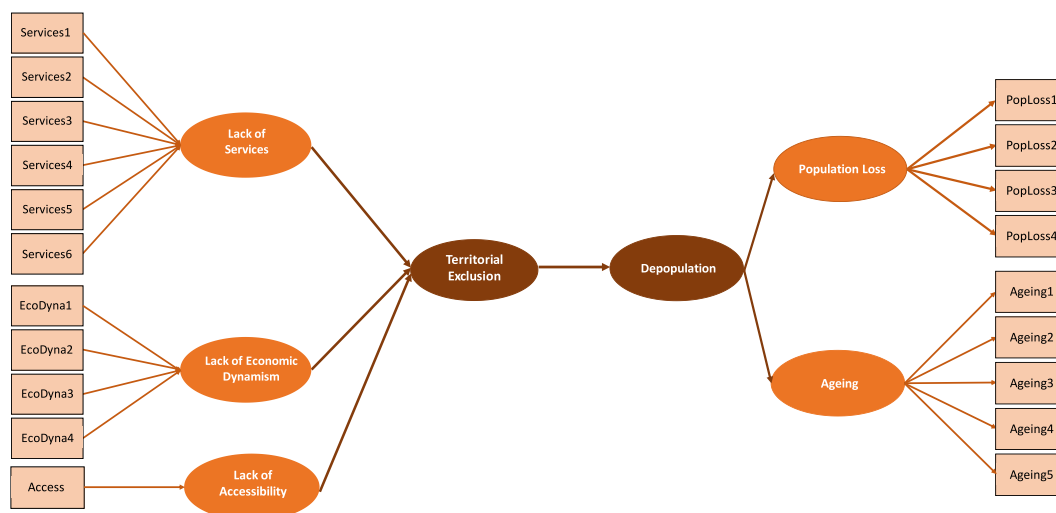 Services1
Services2
Services3
Services4
Services5
Services6
EcoDyna1
EcoDyna2
EcoDyna3
EcoDyna4
Access
Lack of
Services
Lack of Economic
Dynamism
Lack of
Accessibility
Territorial
Exclusion
Depopulation
Population Loss
Ageing
PopLoss1
PopLoss2
PopLoss3
PopLoss4
Ageing1
Ageing2
Ageing3
Ageing4
Ageing5